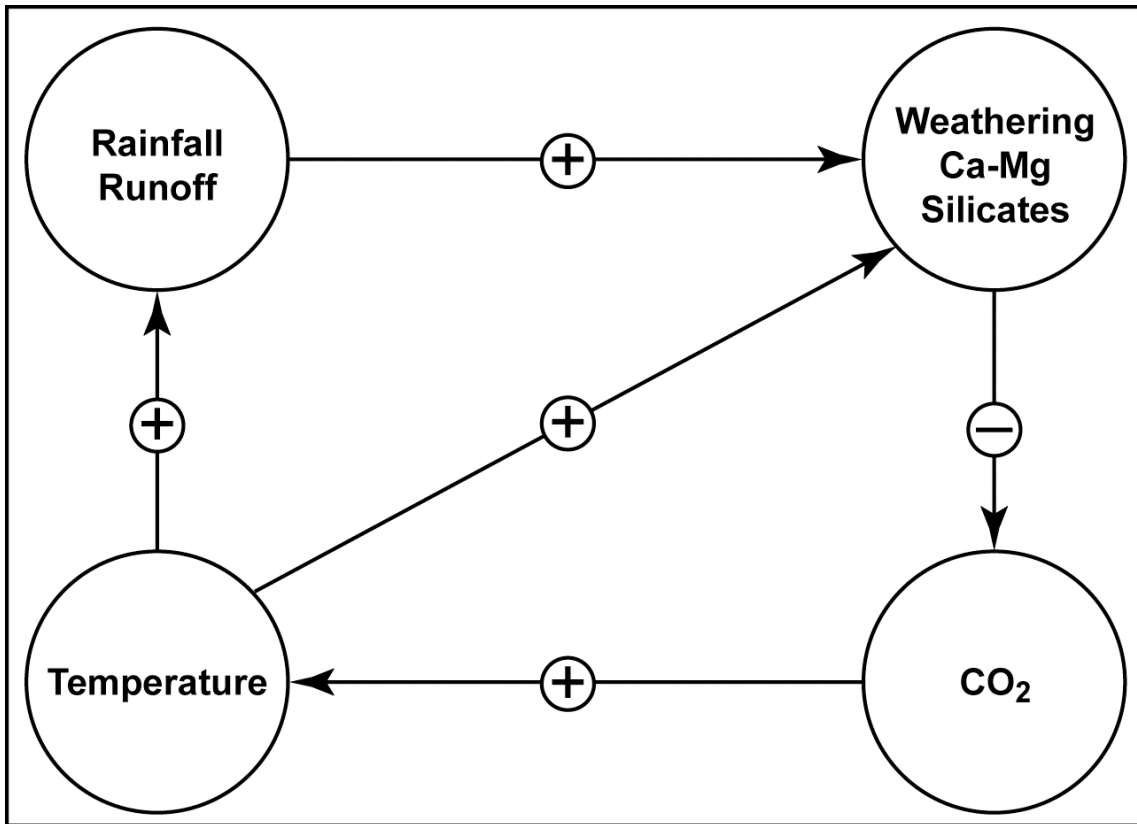 Rainfall
Runoff
+
Weathering
Ca-Mg
Silicates
+
+
−
Temperature
+
CO₂